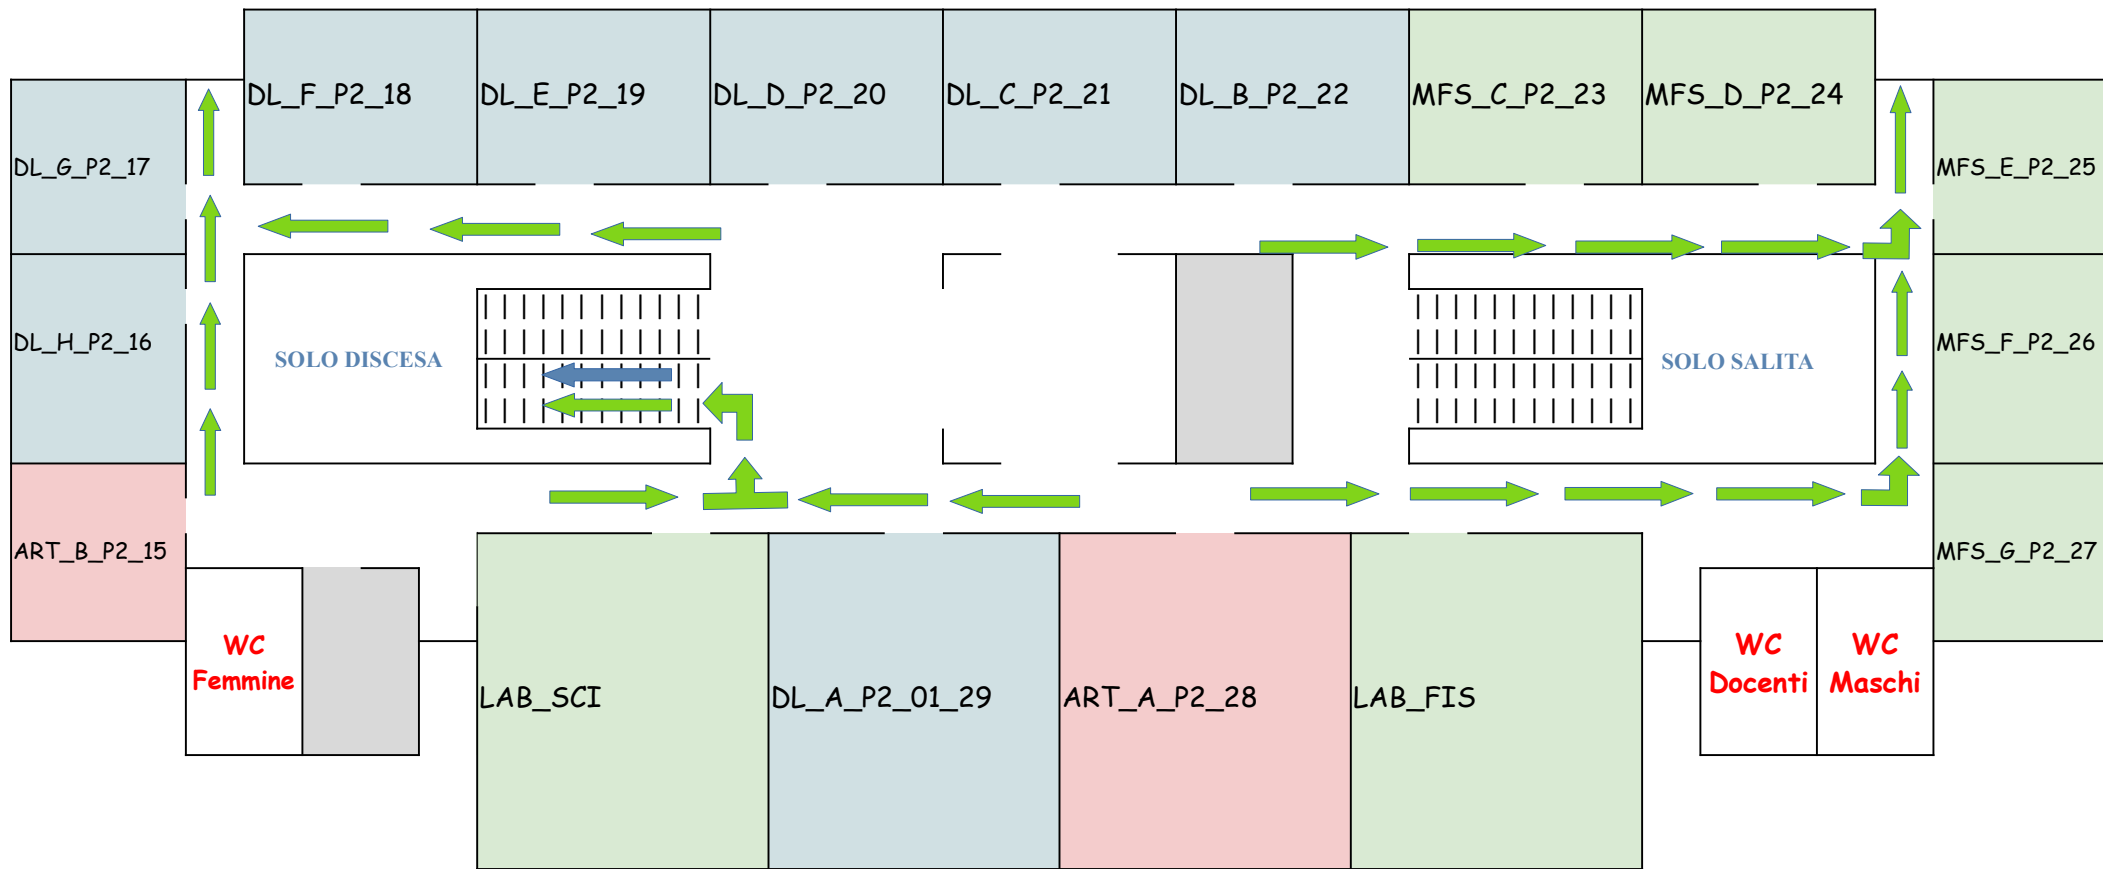 DL_F_P2_18
DL_E_P2_19
DL_D_P2_20
DL_C_P2_21
DL_B_P2_22
MFS_C_P2_23
MFS_D_P2_24
DL_G_P2_17
MFS_E_P2_25
DL_H_P2_16
SOLO DISCESA
SOLO SALITA
MFS_F_P2_26
ART_B_P2_15
MFS_G_P2_27
WC
Femmine
LAB_SCI
DL_A_P2_01_29
ART_A_P2_28
LAB_FIS
WC
Docenti
WC
Maschi